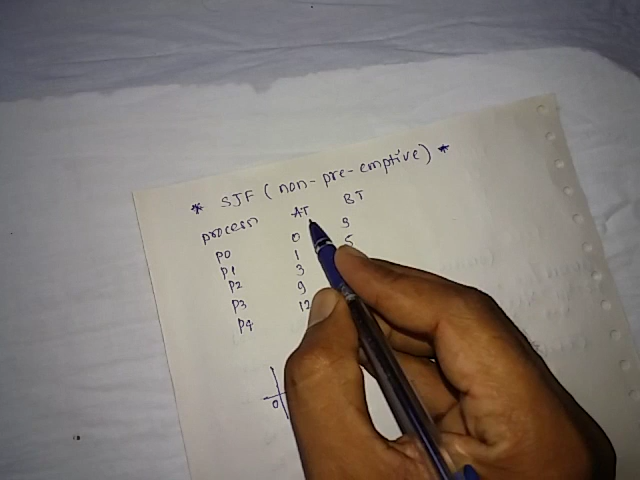 * SJF (non-pre-emptive) *
process AT BT
P0 0 3
P1 1 5
P2 3
P3 9
P4 12
0